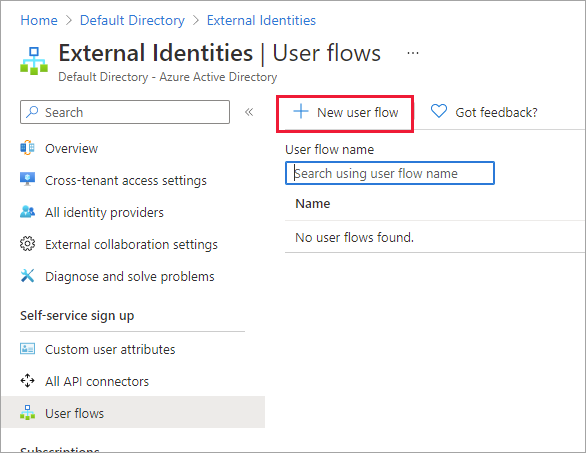 Home > Default Directory > External Identities
External Identities | User flows ...
Default Directory - Azure Active Directory
Search
«
New user flow
Got feedback?
Overview
Cross-tenant access settings
All identity providers
External collaboration settings
Diagnose and solve problems
Self-service sign up
Custom user attributes
All API connectors
User flows
Subscriptions
User flow name
Search using user flow name
Name
No user flows found.